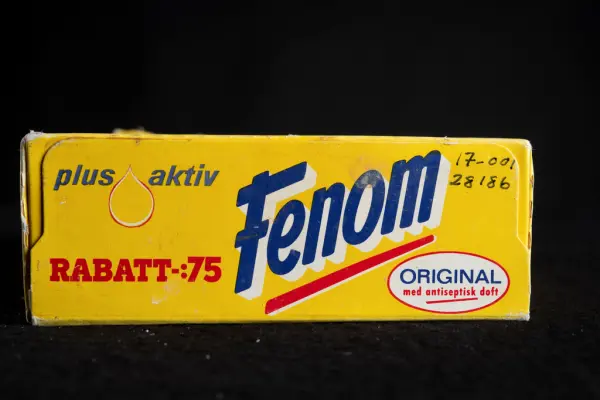 plus aktiv
Fenom
17-001
28186
RABATT-:75
ORIGINAL
med antiseptisk doft